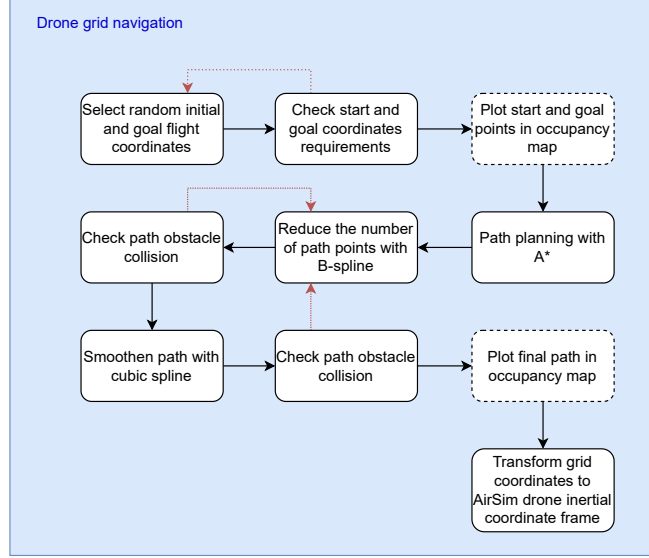 Drone grid navigation
Select random initial
and goal flight
coordinates
Check start and
goal coordinates
requirements
Plot start and goal
points in occupancy
map
Check path obstacle
collision
Reduce the number
of path points with
B-spline
Path planning with
A*
Smoothen path with
cubic spline
Check path obstacle
collision
Plot final path in
occupancy map
Transform grid
coordinates to
AirSim drone inertial
coordinate frame